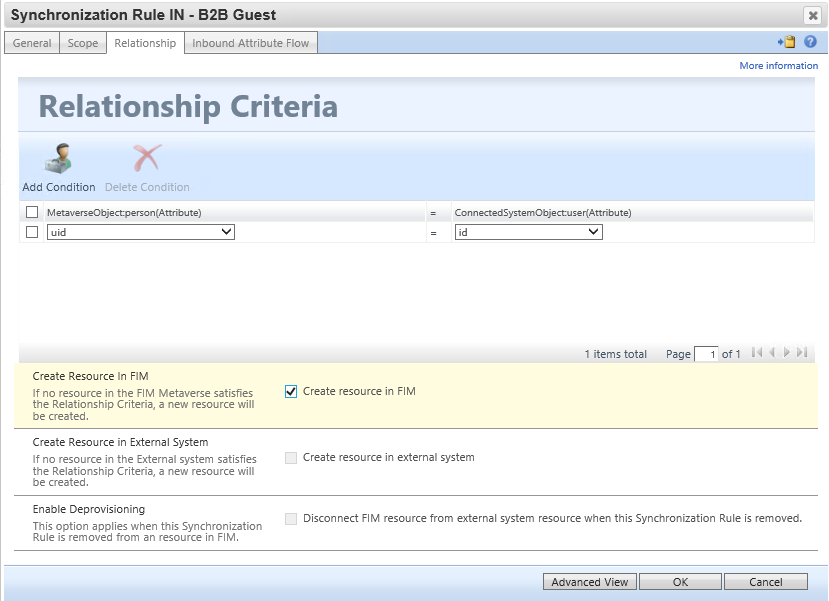 Synchronization Rule IN - B2B Guest
General Scope Relationship Inbound Attribute Flow
More information
Relationship Criteria
Add Condition Delete Condition
MetaverseObject:person(Attribute) = ConnectedSystemObject:user(Attribute)
uid = id
1 items total Page 1 of 1
Create Resource In FIM
If no resource in the FIM Metaverse satisfies
the Relationship Criteria, a new resource will
be created.
Create resource in FIM
Create Resource in External System
If no resource in the External system satisfies
the Relationship Criteria, a new resource will
be created.
Create resource in external system
Enable Deprovisioning
This option applies when this Synchronization
Rule is removed from an resource in FIM.
Disconnect FIM resource from external system resource when this Synchronization Rule is removed.
Advanced View OK Cancel